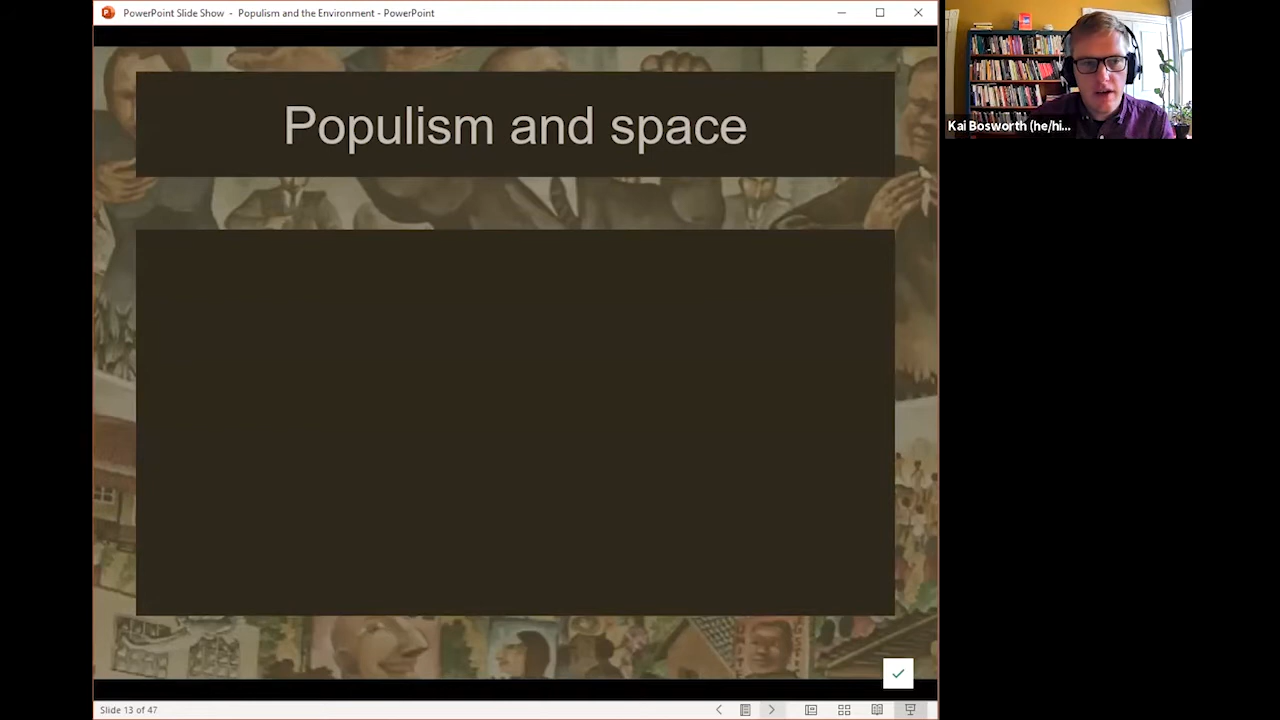 PowerPoint Slide Show - Populism and the Environment - PowerPoint
Populism and space
Kai Bosworth (he/hi...
Slide 13 of 47